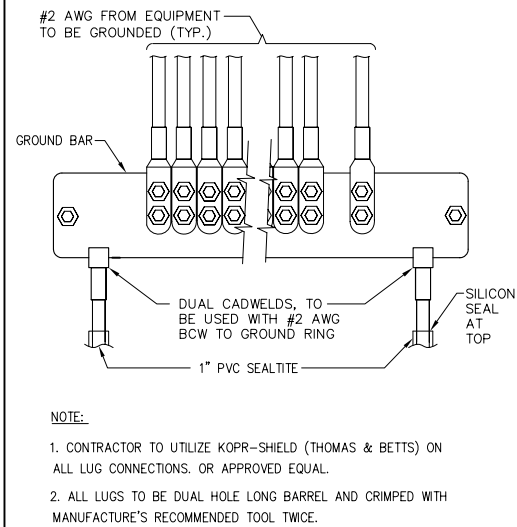 #2 AWG FROM EQUIPMENT
TO BE GROUNDED (TYP.)
GROUND BAR
DUAL CADWELDS, TO
BE USED WITH #2 AWG
BCW TO GROUND RING
SILICON
SEAL
AT
TOP
1" PVC SEALTITE
NOTE:
1. CONTRACTOR TO UTILIZE KOPR-SHIELD (THOMAS & BETTS) ON
ALL LUG CONNECTIONS. OR APPROVED EQUAL.
2. ALL LUGS TO BE DUAL HOLE LONG BARREL AND CRIMPED WITH
MANUFACTURE'S RECOMMENDED TOOL TWICE.